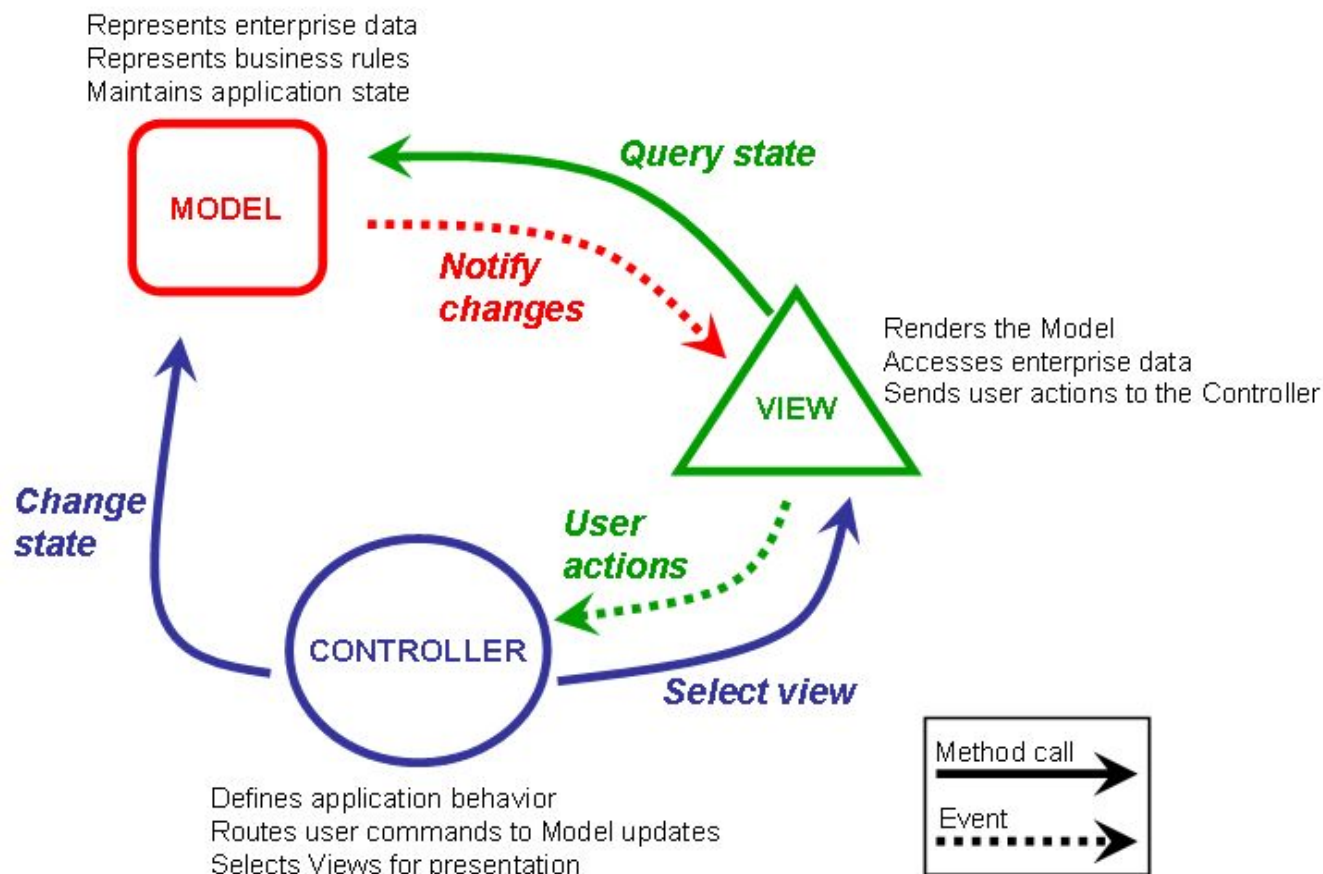 Represents enterprise data
Represents business rules
Maintains application state
Query state
MODEL
Notify
changes
Renders the Model
Accesses enterprise data
Sends user actions to the Controller
VIEW
Change
state
User
actions
CONTROLLER
Select view
Method call
Event
Defines application behavior
Routes user commands to Model updates
Selects Views for presentation